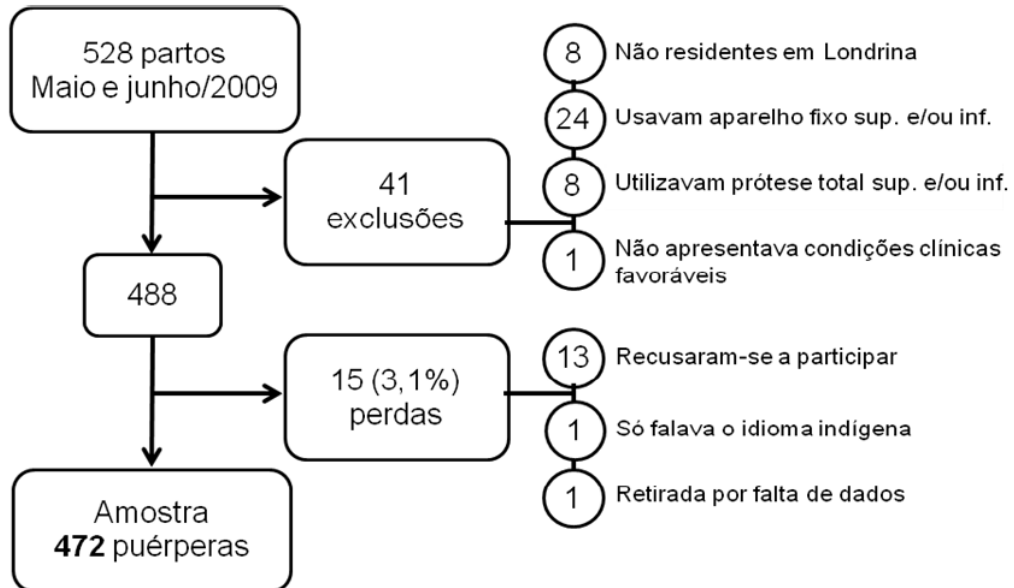 528 partos
Maio e junho/2009
41
exclusões
8
Não residentes em Londrina
24
Usavam aparelho fixo sup. e/ou inf.
8
Utilizavam prótese total sup. e/ou inf.
1
Não apresentava condições clínicas
favoráveis
488
15 (3,1%)
perdas
13
Recusaram-se a participar
1
Só falava o idioma indígena
1
Retirada por falta de dados
Amostra
472 puérperas